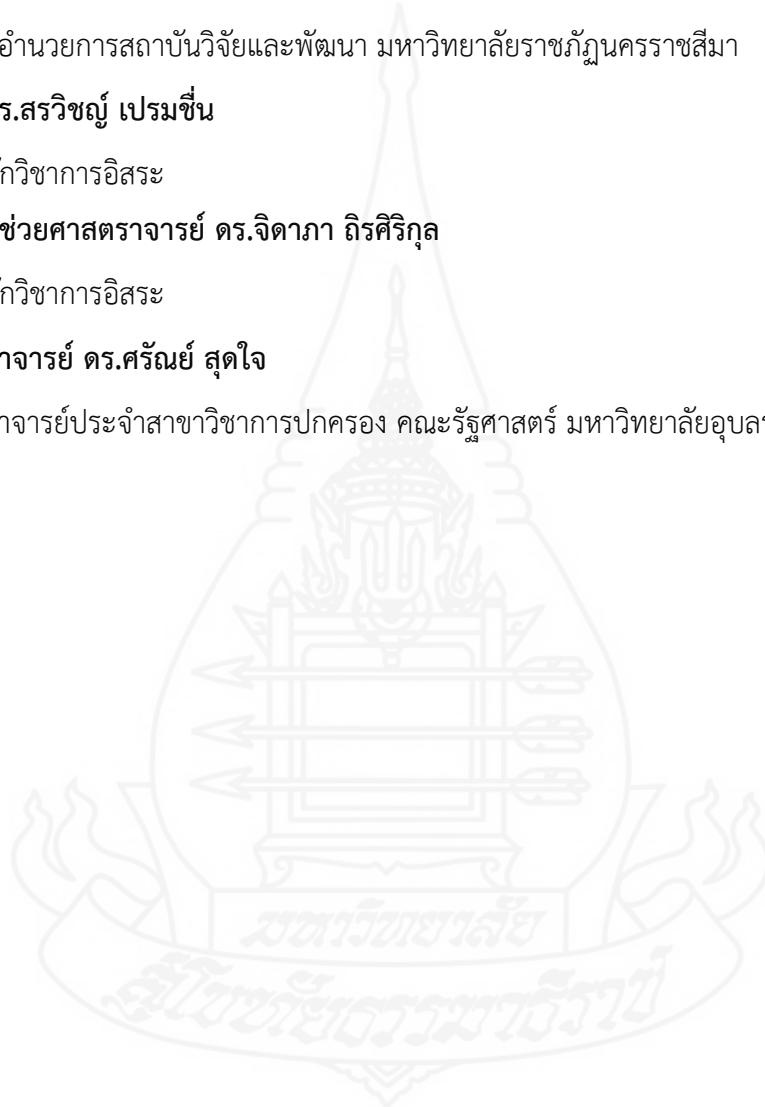 อำนวยการสถาบันวิจัยและพัฒนา มหาวิทยาลัยราชภัฏนครราชสีมา
ร.สรวิชญ์ เปรมชื่น
กวิชาการอิสระ
ช่วยศาสตราจารย์ ดร.จิดาภา ถิรศิริกุล
กวิชาการอิสระ
าจารย์ ดร.ศรัณย์ สุดใจ
าจารย์ประจำสาขาวิชาการปกครอง คณะรัฐศาสตร์ มหาวิทยาลัยอุบลร
มหาวิทยาลัย
สุโขทัยธรรมาธิราช